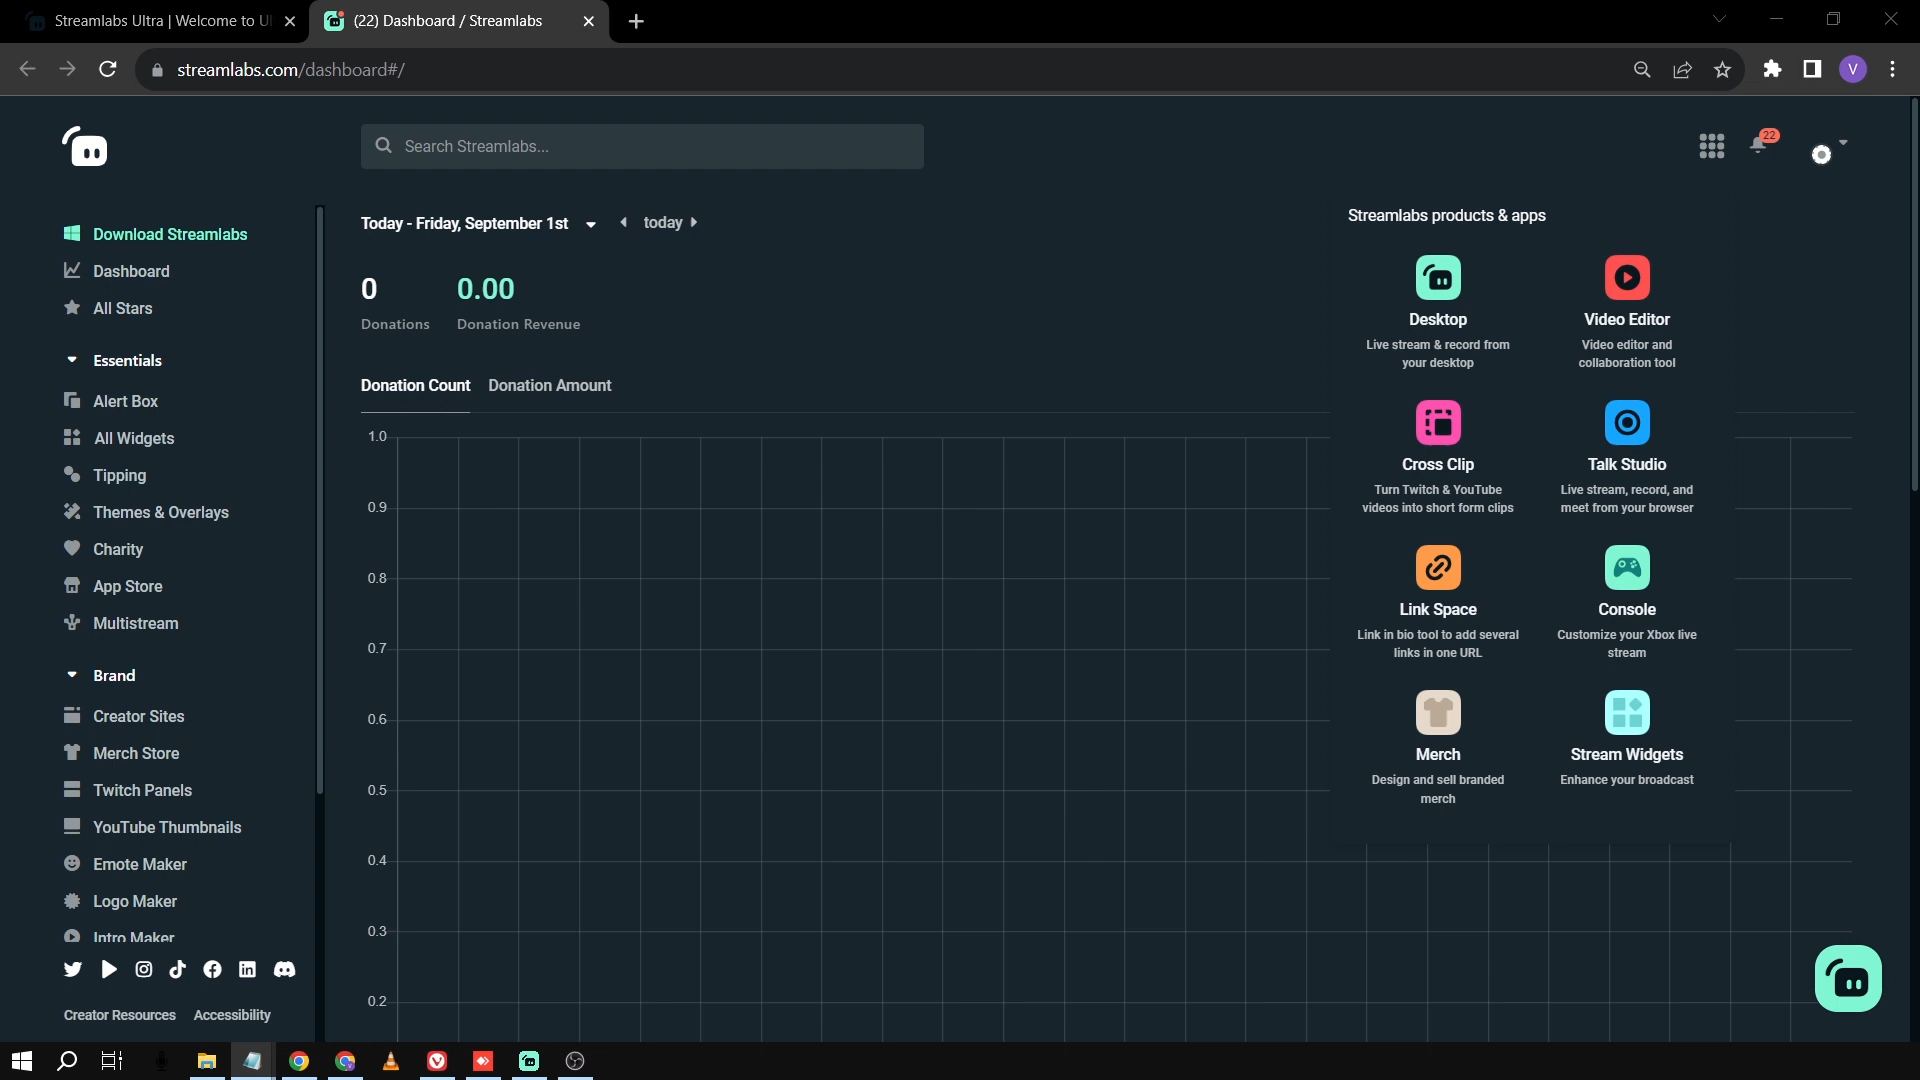 Streamlabs Ultra | Welcome to Ul
(22) Dashboard / Streamlabs
streamlabs.com/dashboard#/
V
Search Streamlabs...
22
Download Streamlabs
Dashboard
All Stars
Essentials
Alert Box
All Widgets
Tipping
Themes & Overlays
Charity
App Store
Multistream
Brand
Creator Sites
Merch Store
Twitch Panels
YouTube Thumbnails
Emote Maker
Logo Maker
Intro Maker
Creator Resources Accessibility
Today - Friday, September 1st today
0 0.00
Donations Donation Revenue
Donation Count Donation Amount
1.0
0.9
0.8
0.7
0.6
0.5
0.4
0.3
0.2
Streamlabs products & apps
Desktop
Live stream & record from
your desktop
Video Editor
Video editor and
collaboration tool
Cross Clip
Turn Twitch & YouTube
videos into short form clips
Talk Studio
Live stream, record, and
meet from your browser
Link Space
Link in bio tool to add several
links in one URL
Console
Customize your Xbox live
stream
Merch
Design and sell branded
merch
Stream Widgets
Enhance your broadcast